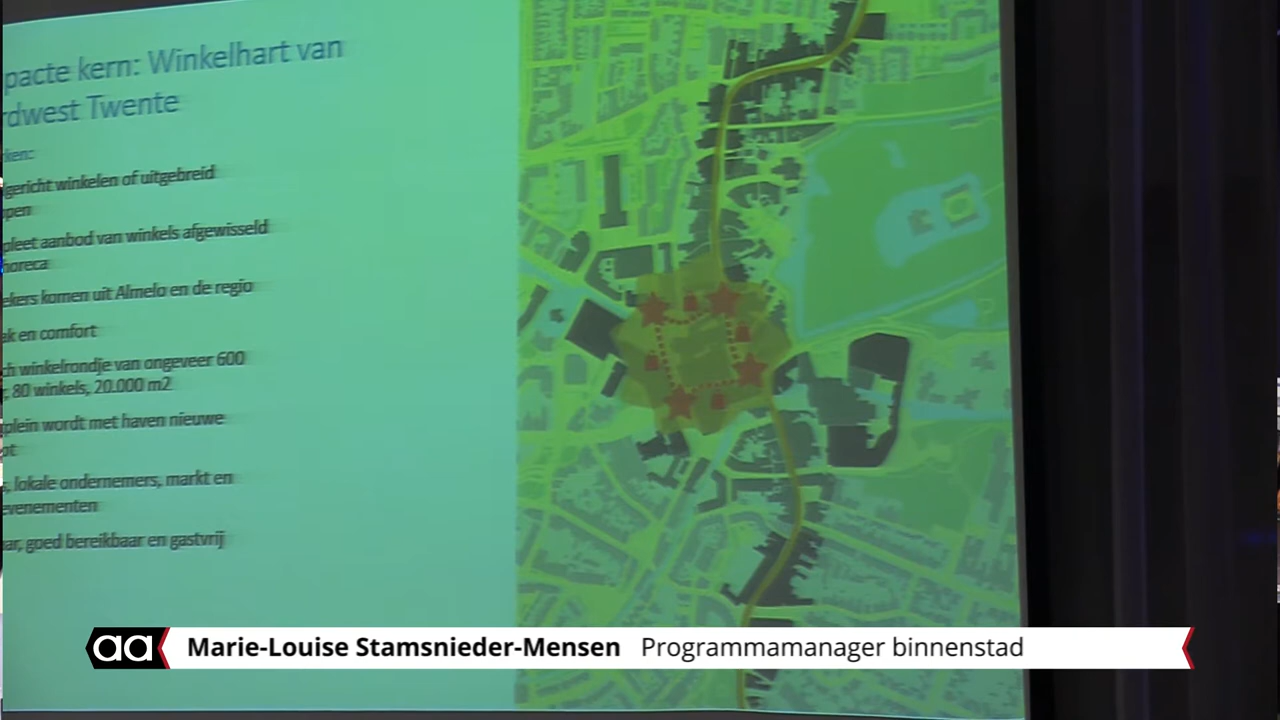 pacte kern: Winkelhart van
rdwest Twente
ken:
gericht winkelen of uitgebreid
pen
pleet aanbod van winkels afgewisseld
horeca
ekers komen uit Almelo en de regio
ak en comfort
ch winkelrondje van ongeveer 600
r, 80 winkels, 20.000 m2
plein wordt met haven nieuwe
ot
s, lokale ondernemers, markt en
evenementen
aar, goed bereikbaar en gastvrij
aa Marie-Louise Stamsnieder-Mensen Programmamanager binnenstad